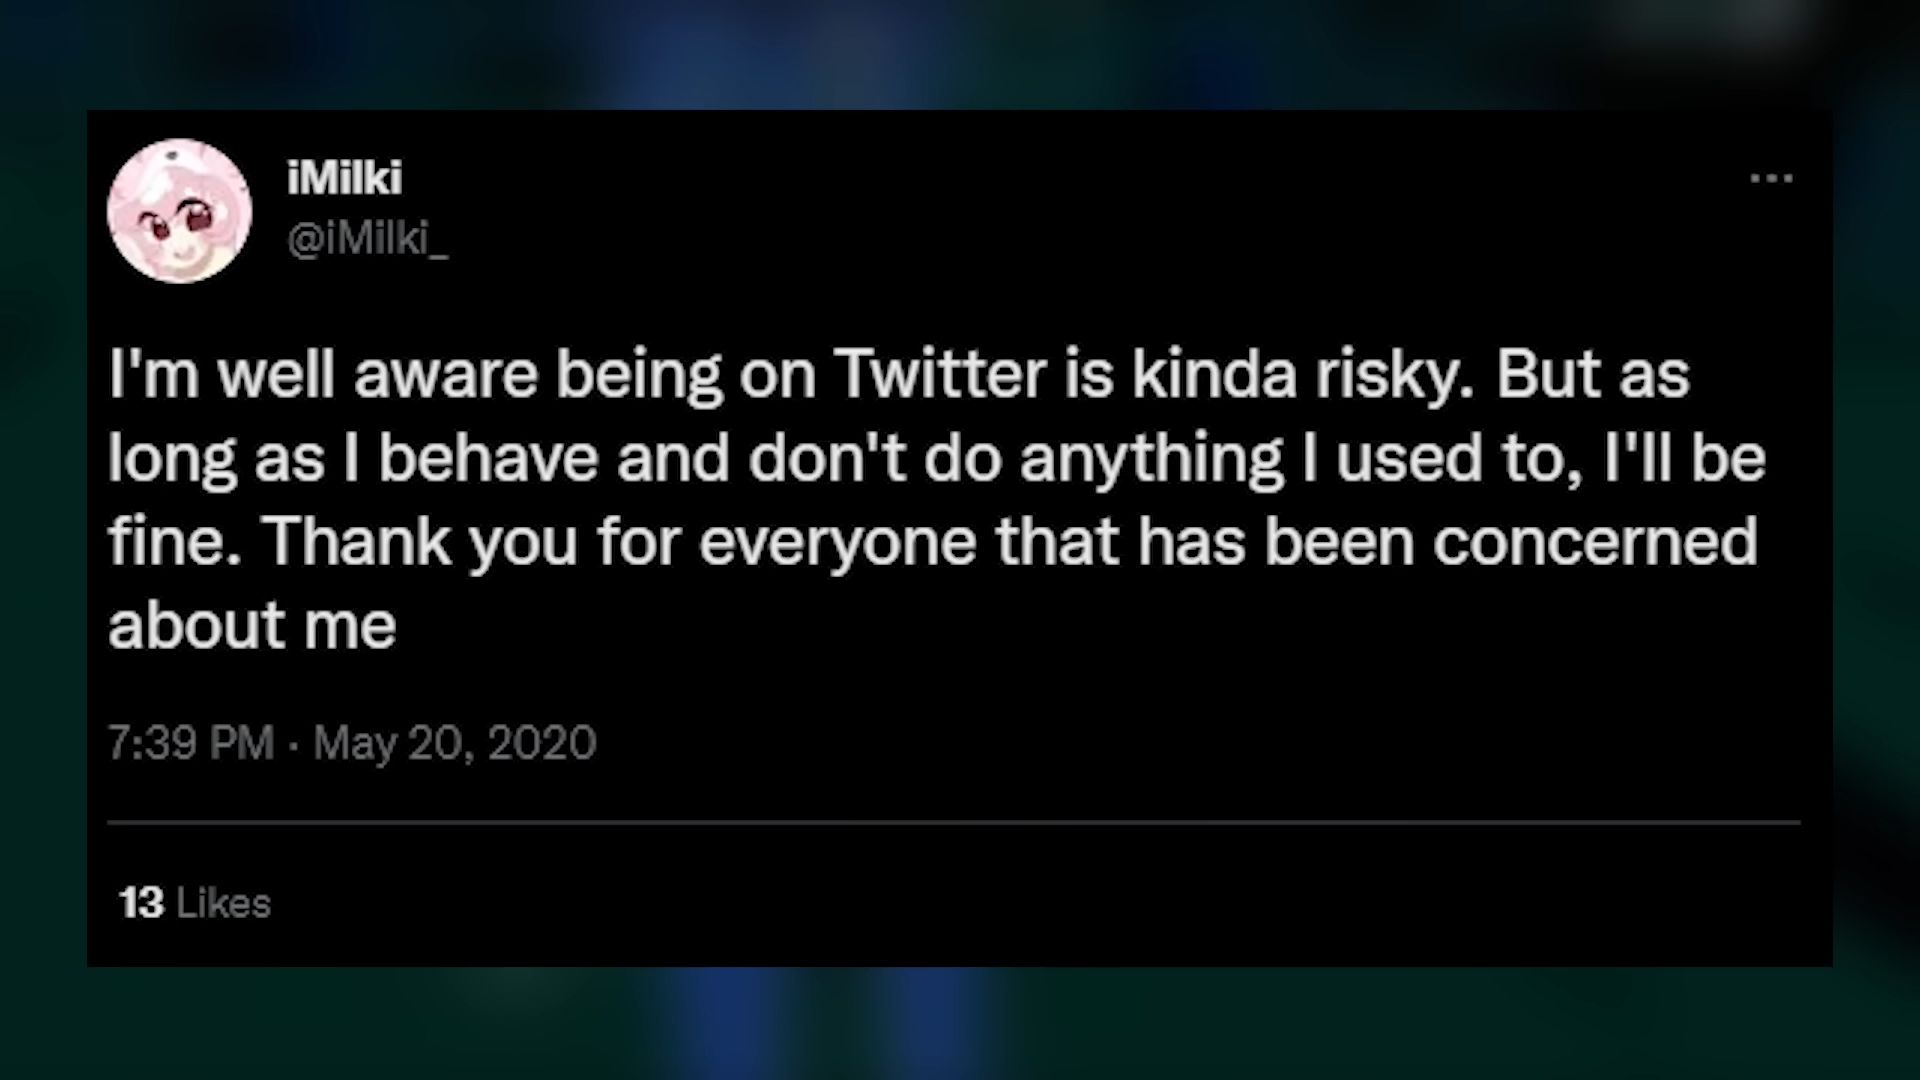 iMilki
@iMilki_
I'm well aware being on Twitter is kinda risky. But as
long as I behave and don't do anything I used to, I'll be
fine. Thank you for everyone that has been concerned
about me
7:39 PM · May 20, 2020
13 Likes